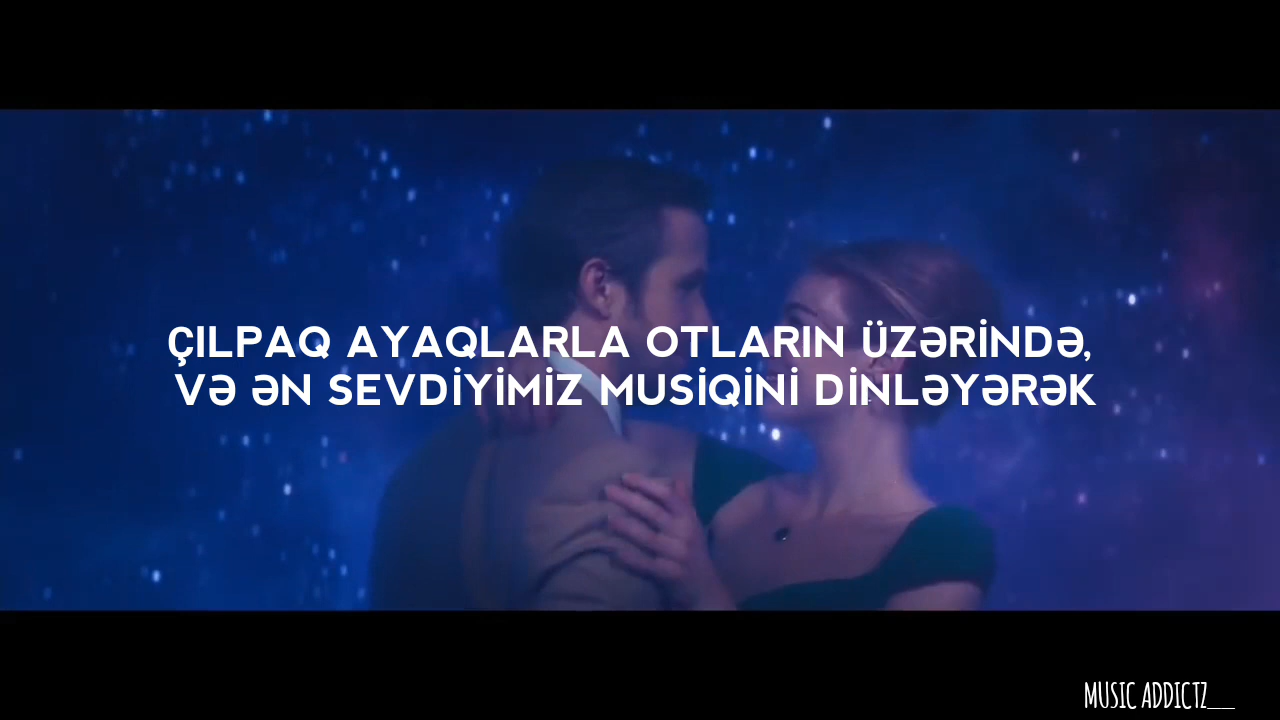 ÇILPAQ AYAQLARLA OTLARIN ÜZƏRİNDƏ,
VƏ ƏN SEVDİYİMİZ MUSİQİNİ DİNLƏYƏRƏK
MUSIC ADDICTZ__